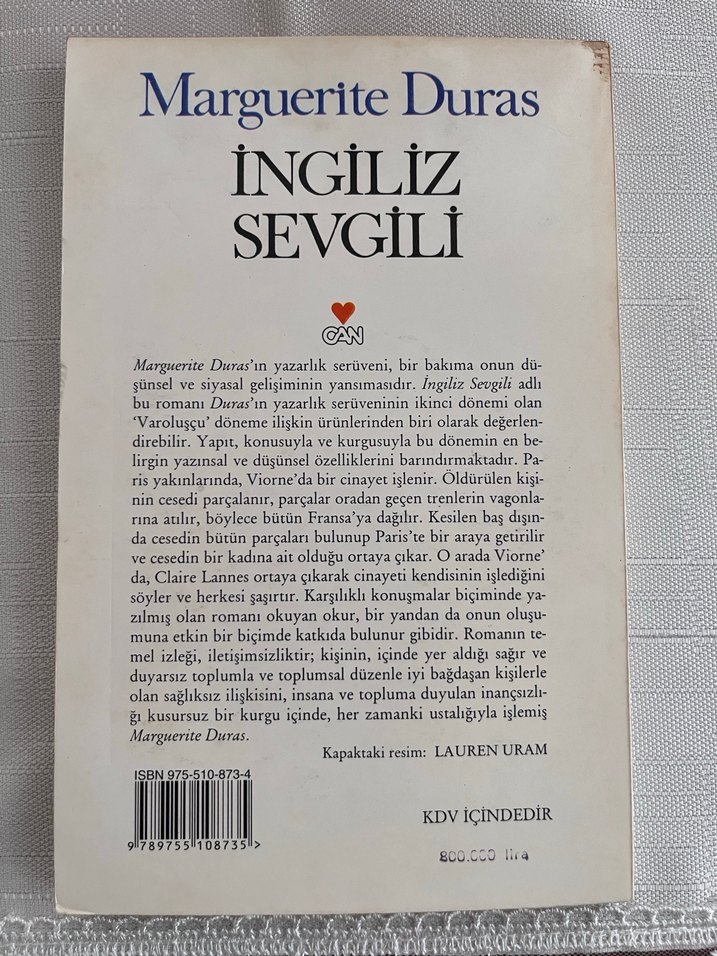 Marguerite Duras
İNGİLİZ
SEVGİLİ
CAN
Marguerite Duras'ın yazarlık serüveni, bir bakıma onun dü-
şünsel ve siyasal gelişiminin yansımasıdır. İngiliz Sevgili adlı
bu romanı Duras'ın yazarlık serüveninin ikinci dönemi olan
'Varoluşçu' döneme ilişkin ürünlerinden biri olarak değerlen-
direbilir. Yapıt, konusuyla ve kurgusuyla bu dönemin en be-
lirgin yazınsal ve düşünsel özelliklerini barındırmaktadır. Pa-
ris yakınlarında, Viorne'da bir cinayet işlenir. Öldürülen kişi-
nin cesedi parçalanır, parçalar oradan geçen trenlerin vagonla-
rına atılır, böylece bütün Fransa'ya dağılır. Kesilen baş dışın-
da cesedin bütün parçaları bulunup Paris'te bir araya getirilir
ve cesedin bir kadına ait olduğu ortaya çıkar. O arada Viorne'
da, Claire Lannes ortaya çıkarak cinayeti kendisinin işlediğini
söyler ve herkesi şaşırtır. Karşılıklı konuşmalar biçiminde ya-
zılmış olan romanı okuyan okur, bir yandan da onun oluşu-
muna etkin bir biçimde katkıda bulunur gibidir. Romanın te-
mel izleği, iletişimsizliktir; kişinin, içinde yer aldığı sağır ve
duyarsız toplumla ve toplumsal düzenle iyi bağdaşan kişilerle
olan sağlıksız ilişkisini, insana ve topluma duyulan inançsızlı-
ğı kusursuz bir kurgu içinde, her zamanki ustalığıyla işlemiş
Marguerite Duras.
Kapaktaki resim: LAUREN URAM
ISBN 975-510-873-4
9 789755 108735 >
KDV İÇİNDEDİR
800.000 lira